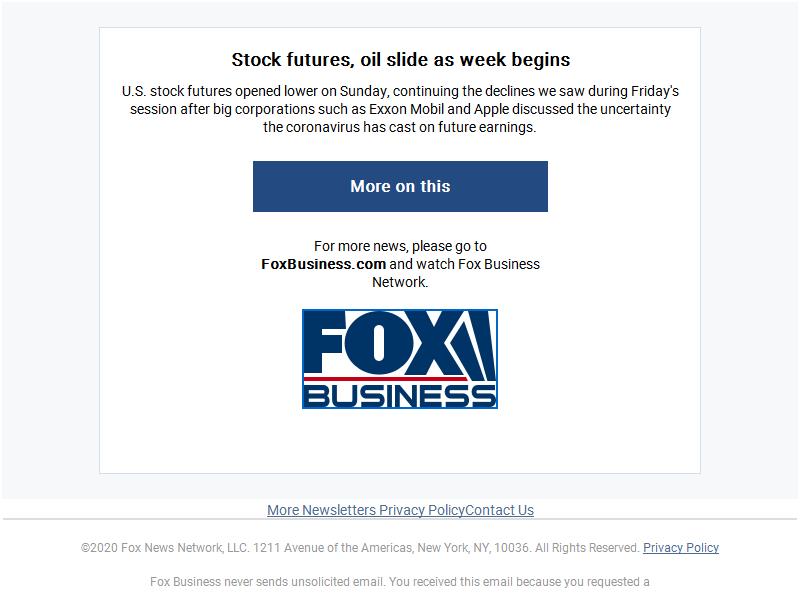 Stock futures, oil slide as week begins
U.S. stock futures opened lower on Sunday, continuing the declines we saw during Friday's
session after big corporations such as Exxon Mobil and Apple discussed the uncertainty
the coronavirus has cast on future earnings.
More on this
For more news, please go to
FoxBusiness.com and watch Fox Business
Network.
FOX
BUSINESS
More Newsletters Privacy PolicyContact Us
©2020 Fox News Network, LLC. 1211 Avenue of the Americas, New York, NY, 10036. All Rights Reserved. Privacy Policy
Fox Business never sends unsolicited email. You received this email because you requested a